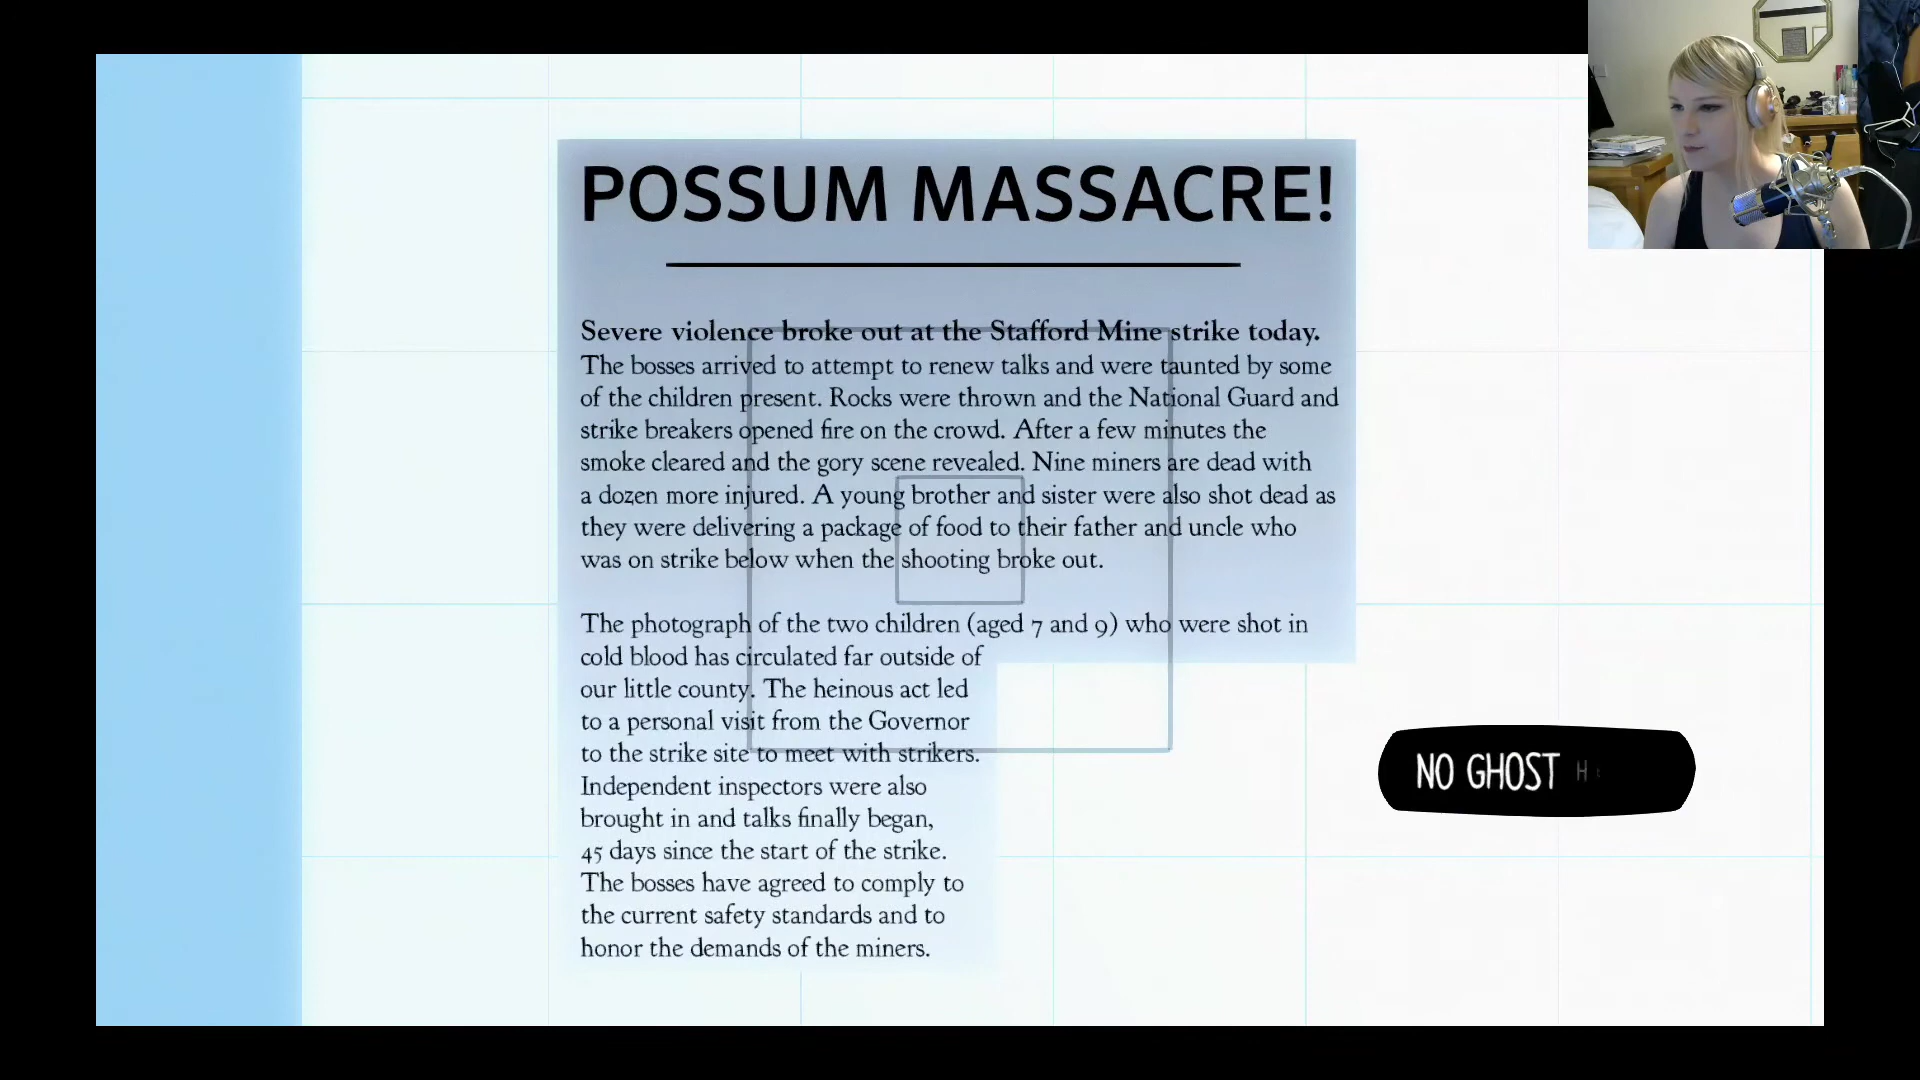 POSSUM MASSACRE!
Severe violence broke out at the Stafford Mine strike today.
The bosses arrived to attempt to renew talks and were taunted by some
of the children present. Rocks were thrown and the National Guard and
strike breakers opened fire on the crowd. After a few minutes the
smoke cleared and the gory scene revealed. Nine miners are dead with
a dozen more injured. A young brother and sister were also shot dead as
they were delivering a package of food to their father and uncle who
was on strike below when the shooting broke out.
The photograph of the two children (aged 7 and 9) who were shot in
cold blood has circulated far outside of
our little county. The heinous act led
to a personal visit from the Governor
to the strike site to meet with strikers.
Independent inspectors were also
brought in and talks finally began,
45 days since the start of the strike.
The bosses have agreed to comply to
the current safety standards and to
honor the demands of the miners.
NO GHOST